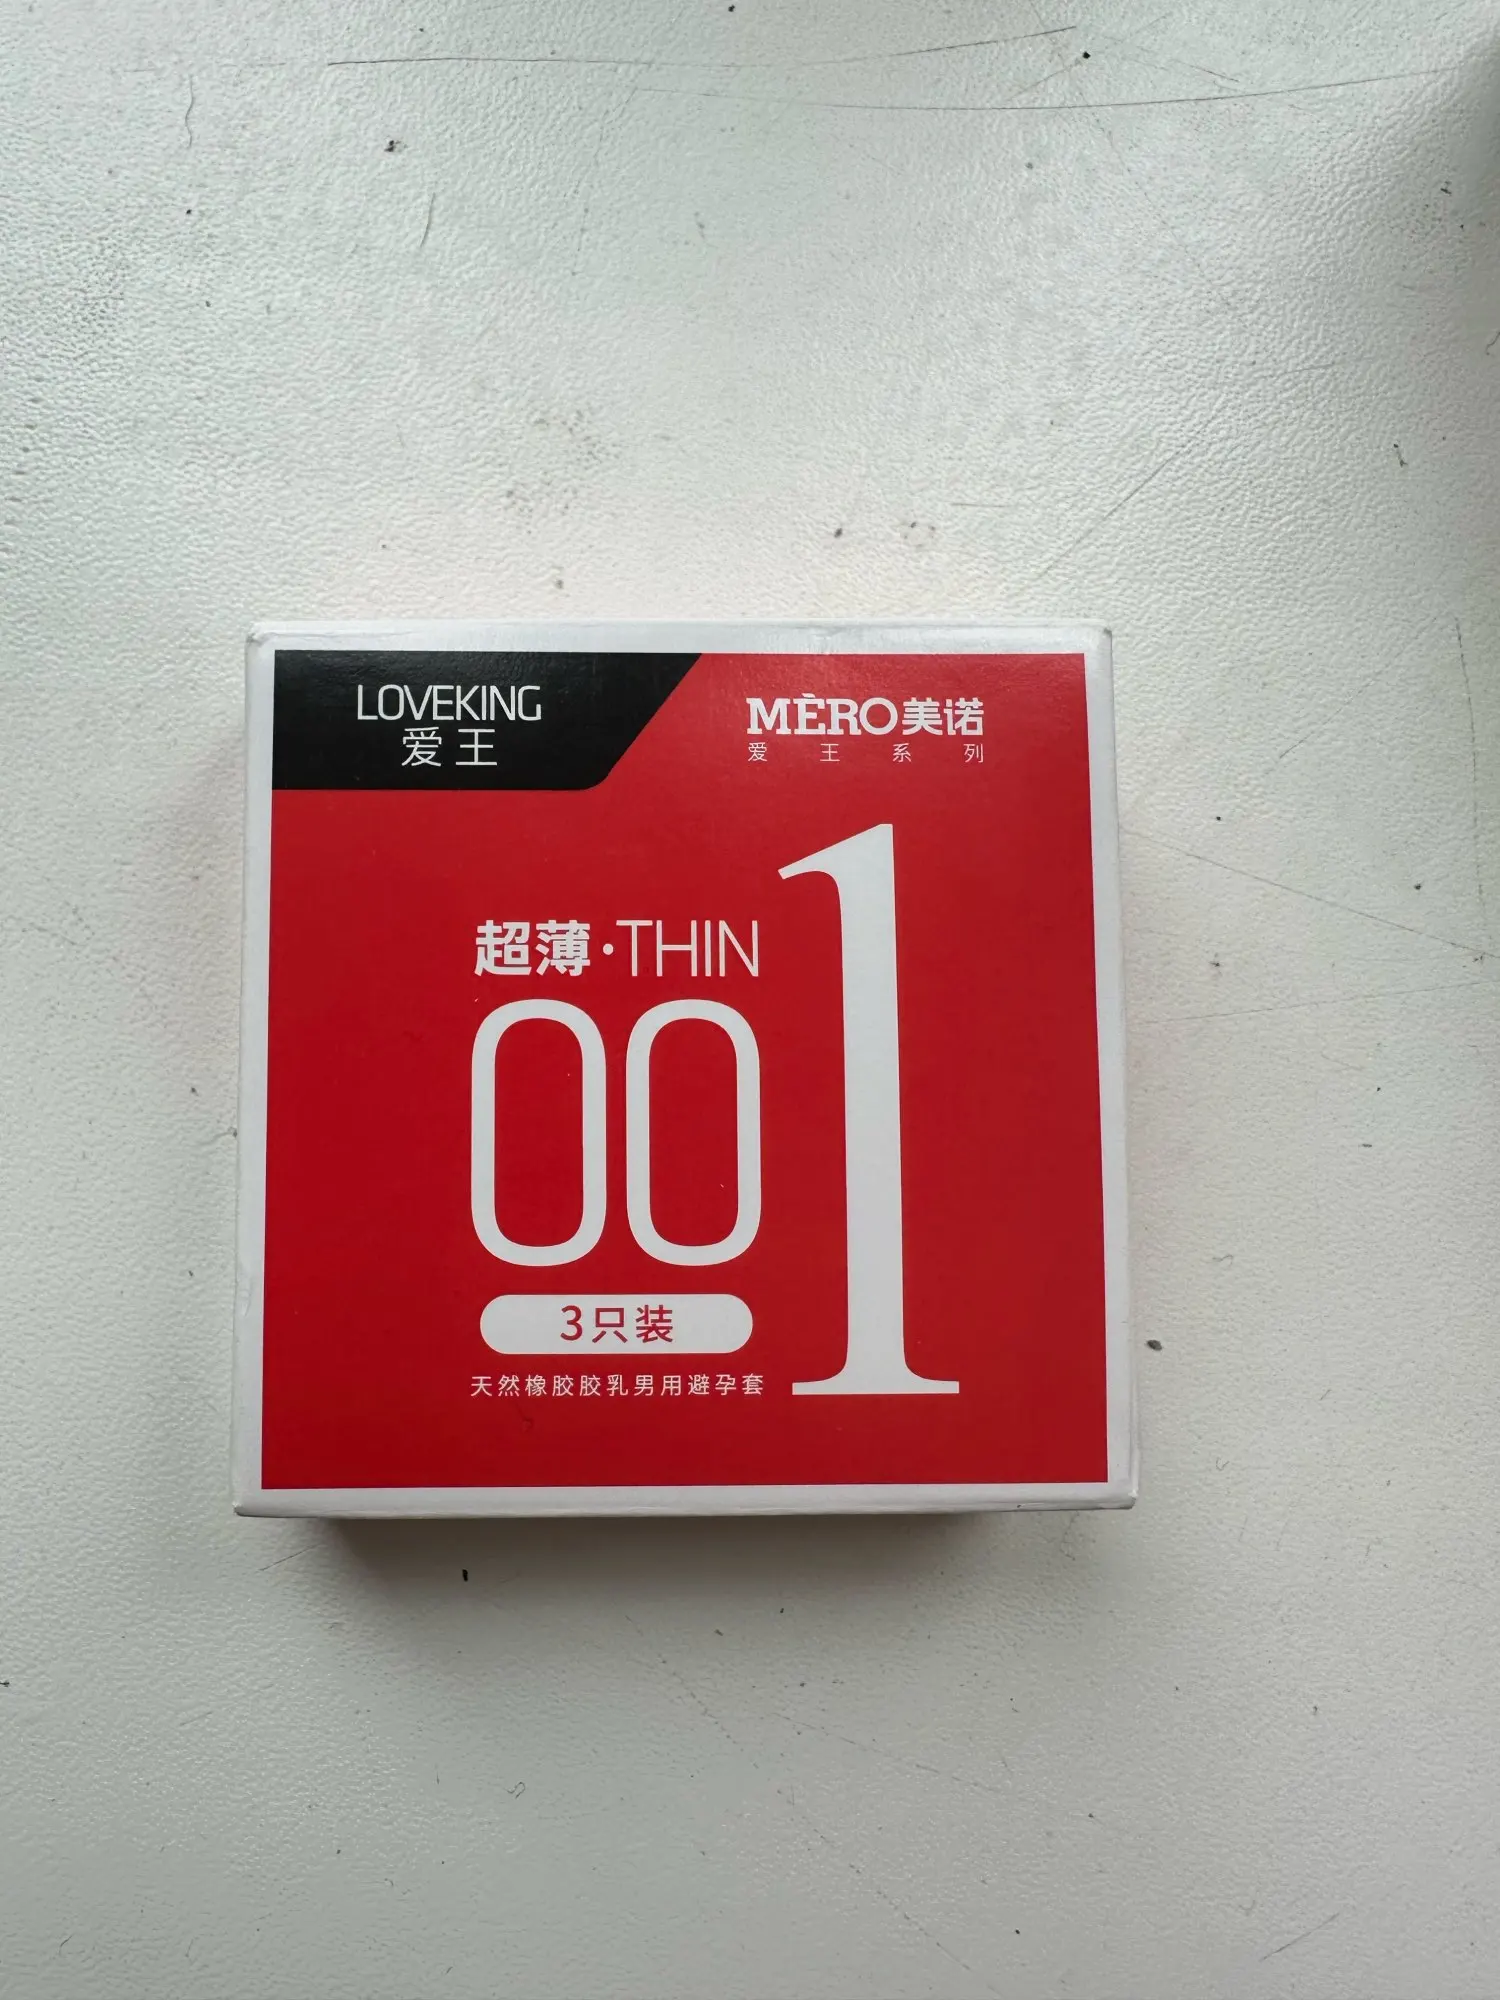 LOVEKING
爱王
MÈRO美诺
爱王系列
超薄·THIN
001
3只装
天然橡胶胶乳男用避孕套